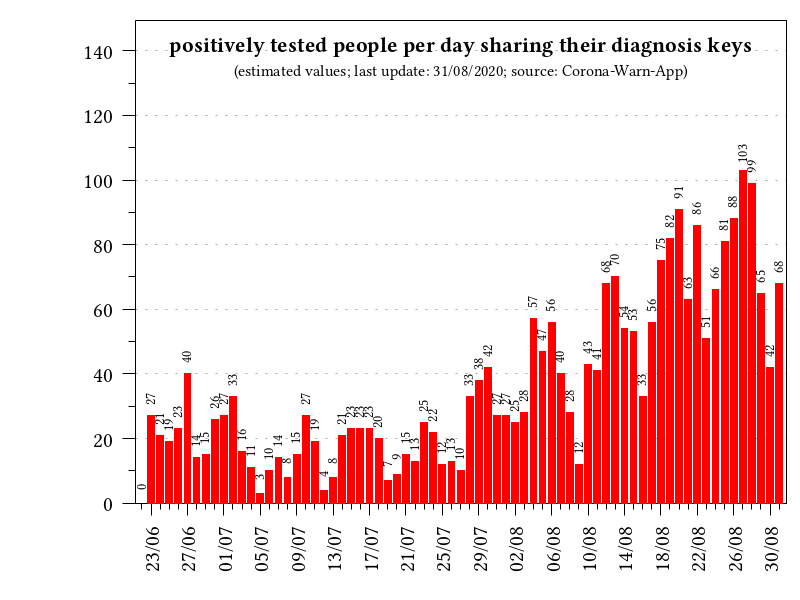 positively tested people per day sharing their diagnosis keys
(estimated values; last update: 31/08/2020; source: Corona-Warn-App)
140
120
100
80
60
40
20
0
0 27 21 19 23 40 14 15 26 27 33 16 11 3 10 14 8 15 27 19 4 8 21 23 23 23 20 7 9 15 13 25 22 12 13 10 33 38 42 27 27 25 28 57 47 56 40 28 12 43 41 68 70 54 53 33 56 75 82 91 63 86 51 66 81 88 103 99 65 42 68
23/06 27/06 01/07 05/07 09/07 13/07 17/07 21/07 25/07 29/07 02/08 06/08 10/08 14/08 18/08 22/08 26/08 30/08